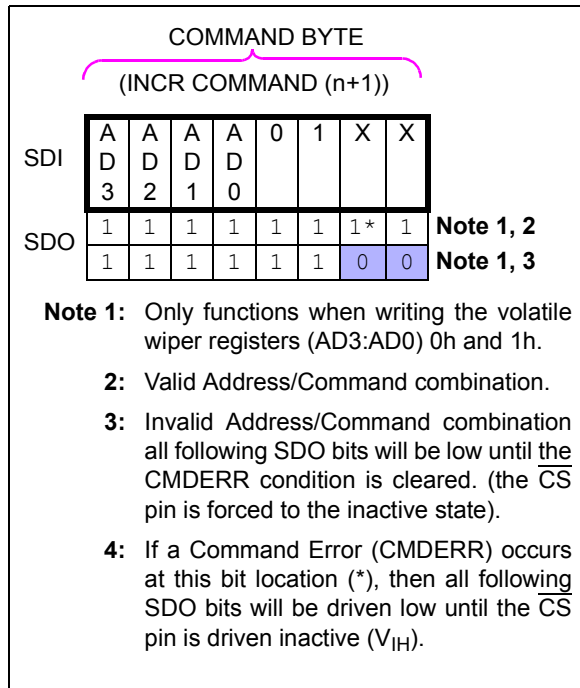 COMMAND BYTE
(INCR COMMAND (n+1))
SDI
A A A A 0 1 X X
D D D D
3 2 1 0
SDO
1 1 1 1 1 1 1* 1 Note 1, 2
1 1 1 1 1 1 0 0 Note 1, 3
Note 1: Only functions when writing the volatile
wiper registers (AD3:AD0) 0h and 1h.
2: Valid Address/Command combination.
3: Invalid Address/Command combination
all following SDO bits will be low until the
CMDERR condition is cleared. (the CS
pin is forced to the inactive state).
4: If a Command Error (CMDERR) occurs
at this bit location (*), then all following
SDO bits will be driven low until the CS
pin is driven inactive (VIH).